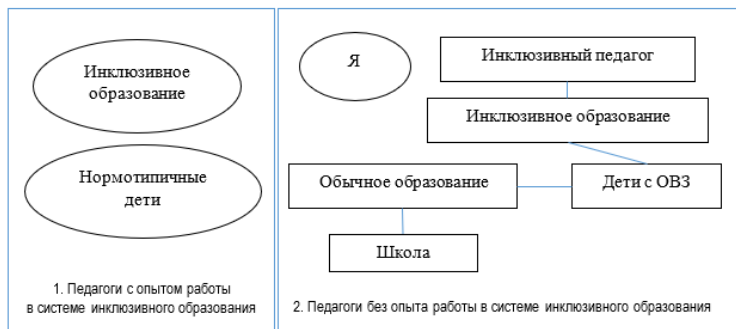 Инклюзивное
образование
Нормотипичные
дети
1. Педагоги с опытом работы
в системе инклюзивного образования
Я
Инклюзивный педагог
Инклюзивное образование
Обычное образование
Дети с ОВЗ
Школа
2. Педагоги без опыта работы в системе инклюзивного образования